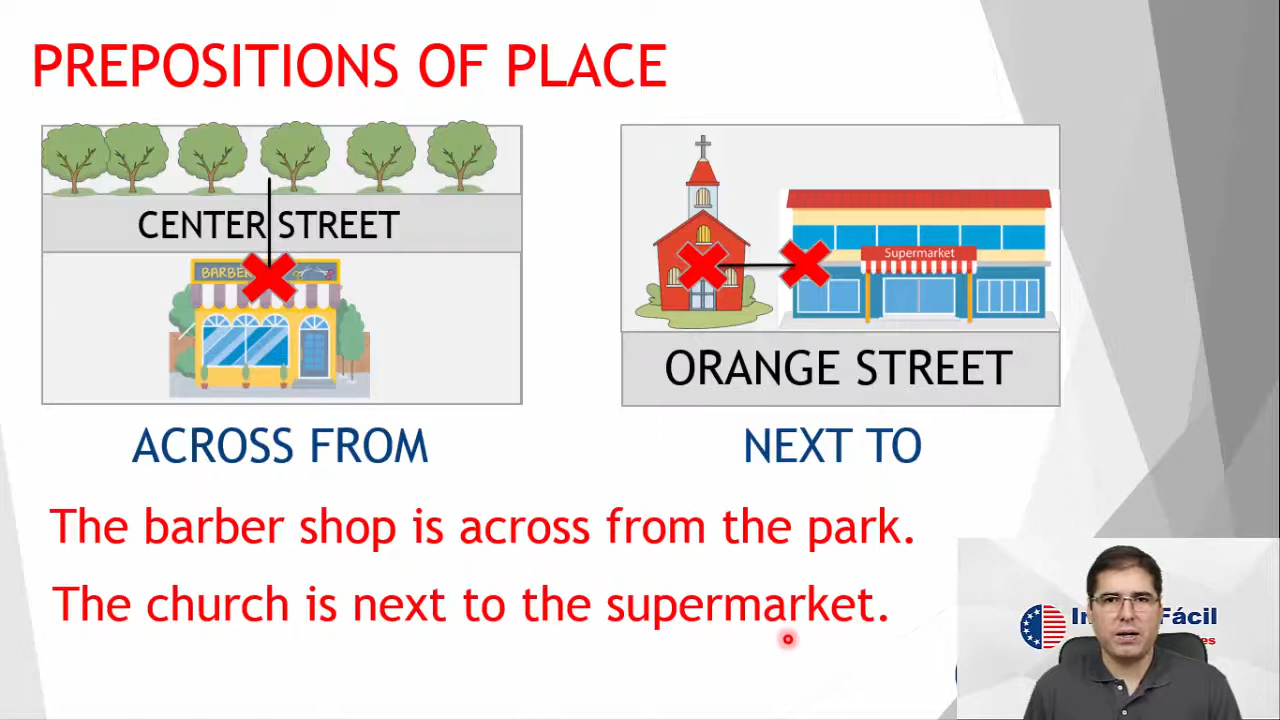 PREPOSITIONS OF PLACE
CENTER STREET
BARBER
Supermarket
ORANGE STREET
ACROSS FROM
NEXT TO
The barber shop is across from the park.
The church is next to the supermarket.
Fácil